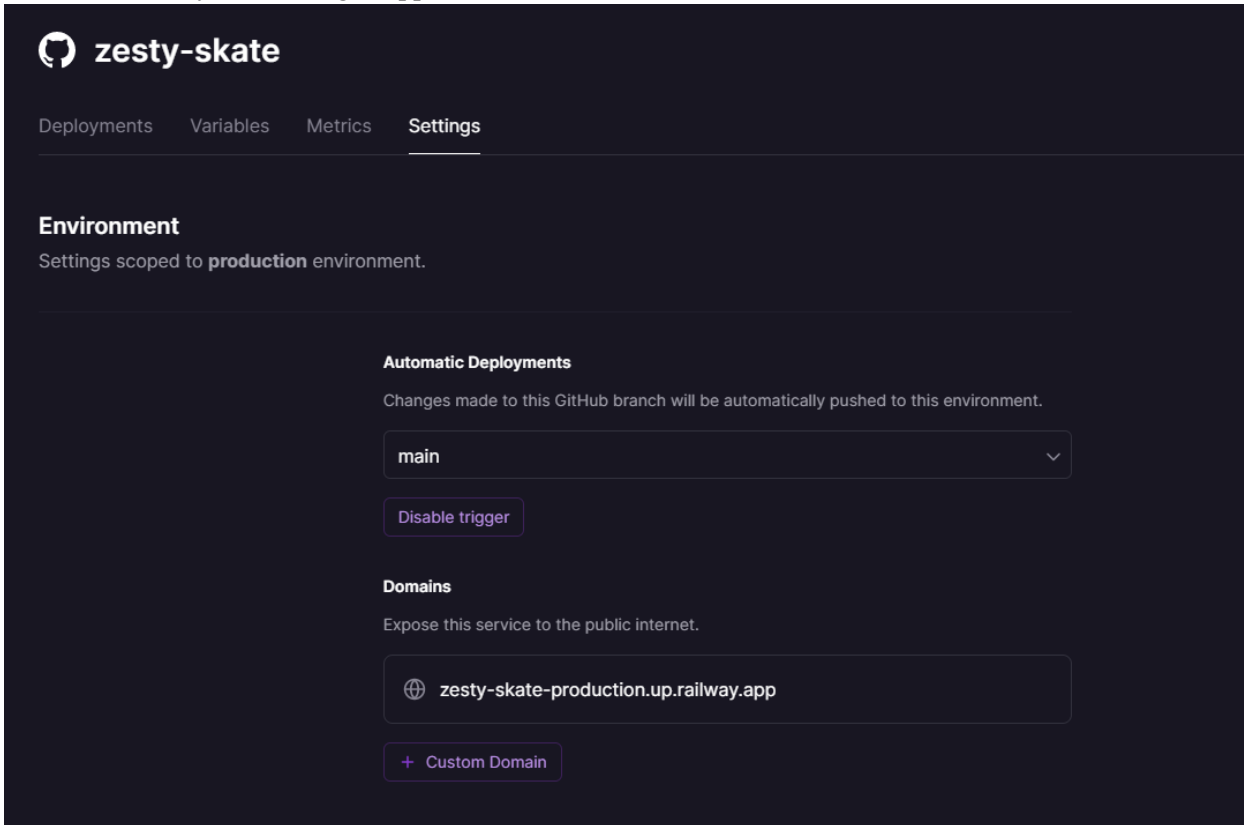 zesty-skate
Deployments Variables Metrics Settings
Environment
Settings scoped to production environment.
Automatic Deployments
Changes made to this GitHub branch will be automatically pushed to this environment.
main
Disable trigger
Domains
Expose this service to the public internet.
zesty-skate-production.up.railway.app
+ Custom Domain